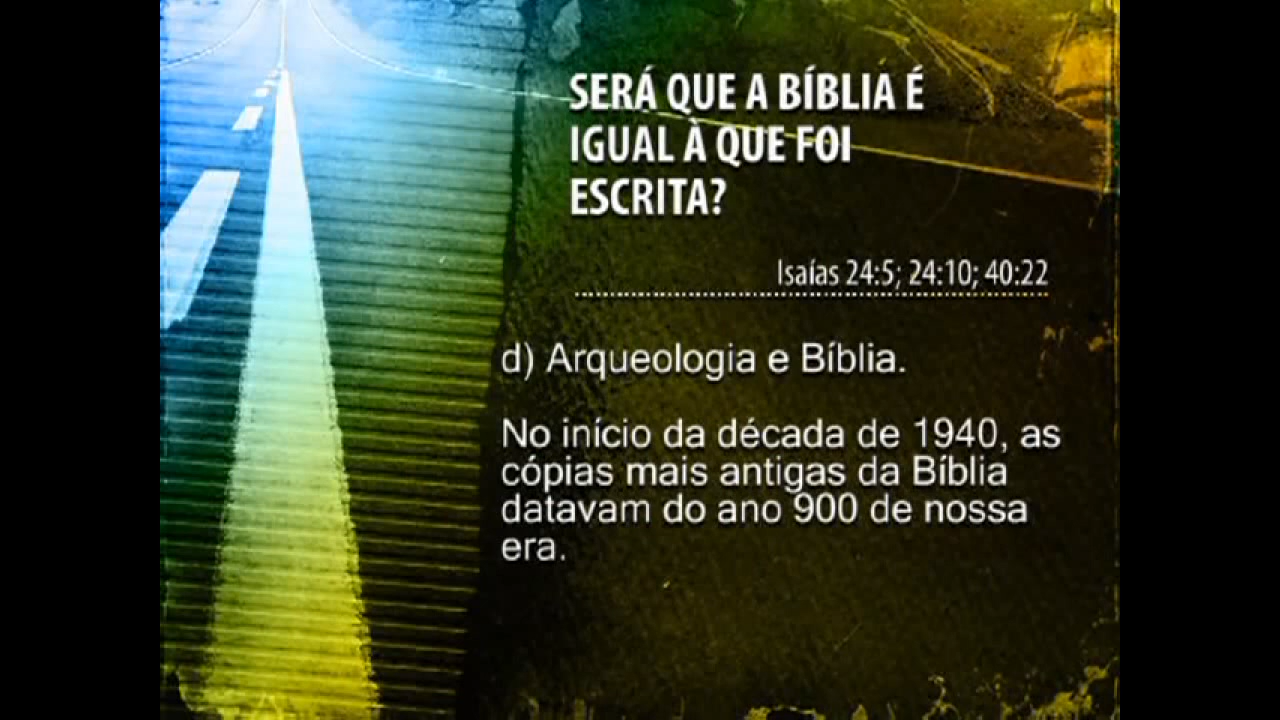 SERÁ QUE A BÍBLIA É
IGUAL À QUE FOI
ESCRITA?
Isaías 24:5; 24:10; 40:22
d) Arqueologia e Bíblia.
No início da década de 1940, as
cópias mais antigas da Bíblia
datavam do ano 900 de nossa
era.